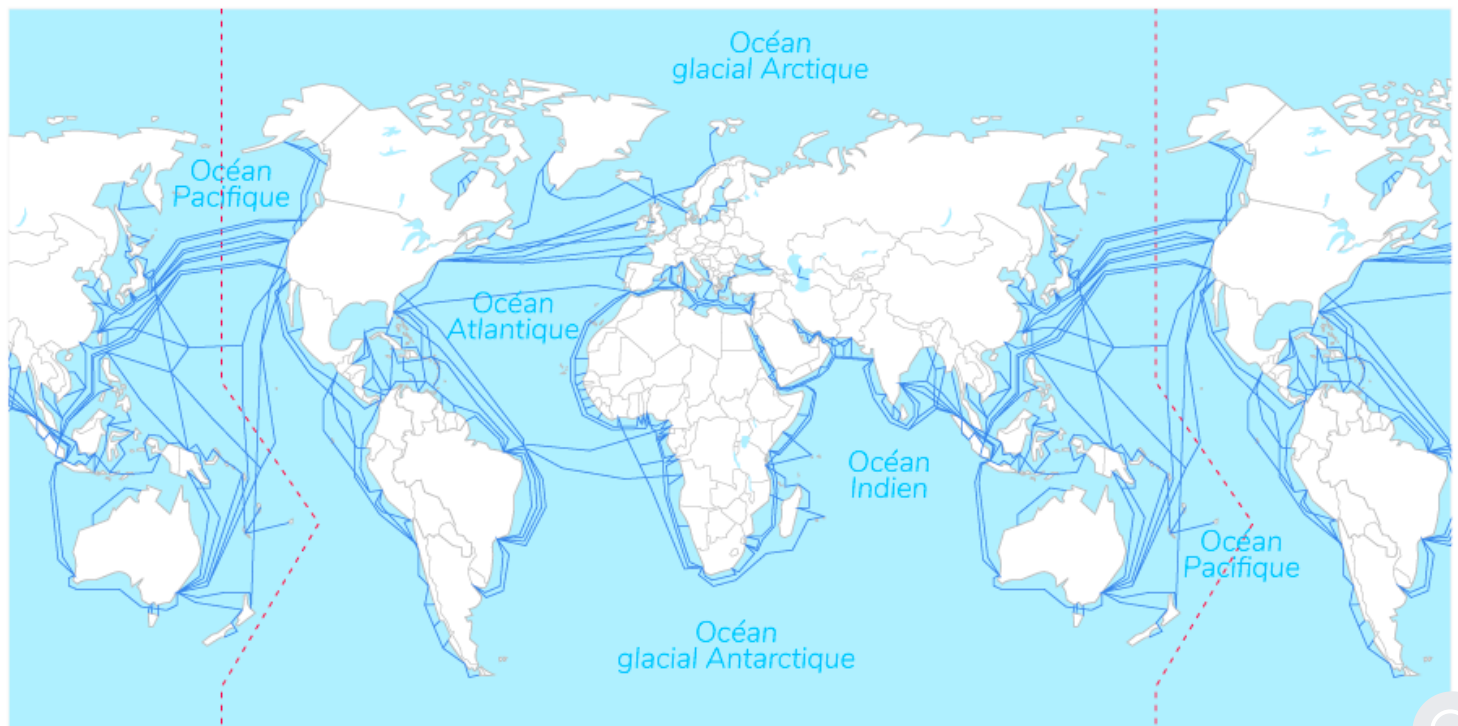 Océan
glacial Arctique
Océan
Pacifique
Océan
Atlantique
Océan
Indien
Océan
Pacifique
Océan
glacial Antarctique